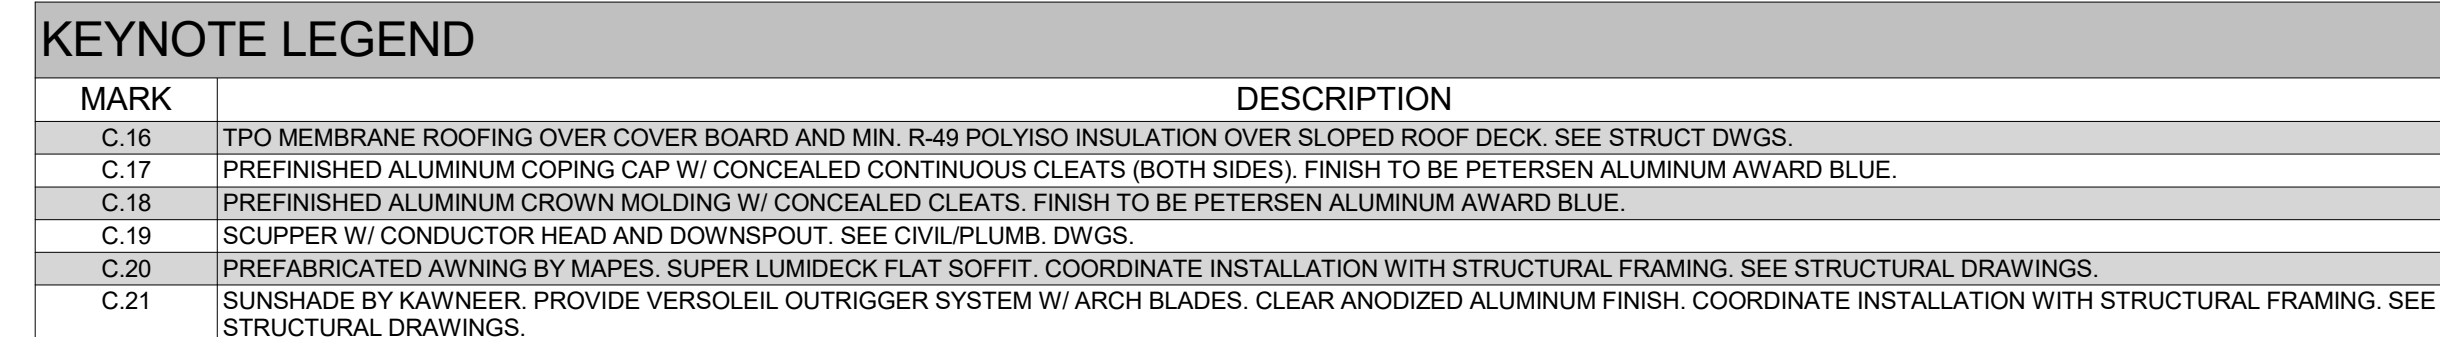 KEYNOTE LEGEND
MARK DESCRIPTION
C.16 TPO MEMBRANE ROOFING OVER COVER BOARD AND MIN. R-49 POLYISO INSULATION OVER SLOPED ROOF DECK. SEE STRUCT DWGS.
C.17 PREFINISHED ALUMINUM COPING CAP W/ CONCEALED CONTINUOUS CLEATS (BOTH SIDES). FINISH TO BE PETERSEN ALUMINUM AWARD BLUE.
C.18 PREFINISHED ALUMINUM CROWN MOLDING W/ CONCEALED CLEATS. FINISH TO BE PETERSEN ALUMINUM AWARD BLUE.
C.19 SCUPPER W/ CONDUCTOR HEAD AND DOWNSPOUT. SEE CIVIL/PLUMB. DWGS.
C.20 PREFABRICATED AWNING BY MAPES. SUPER LUMIDECK FLAT SOFFIT. COORDINATE INSTALLATION WITH STRUCTURAL FRAMING. SEE STRUCTURAL DRAWINGS.
C.21 SUNSHADE BY KAWNEER. PROVIDE VERSOLEIL OUTRIGGER SYSTEM W/ ARCH BLADES. CLEAR ANODIZED ALUMINUM FINISH. COORDINATE INSTALLATION WITH STRUCTURAL FRAMING. SEE
STRUCTURAL DRAWINGS.